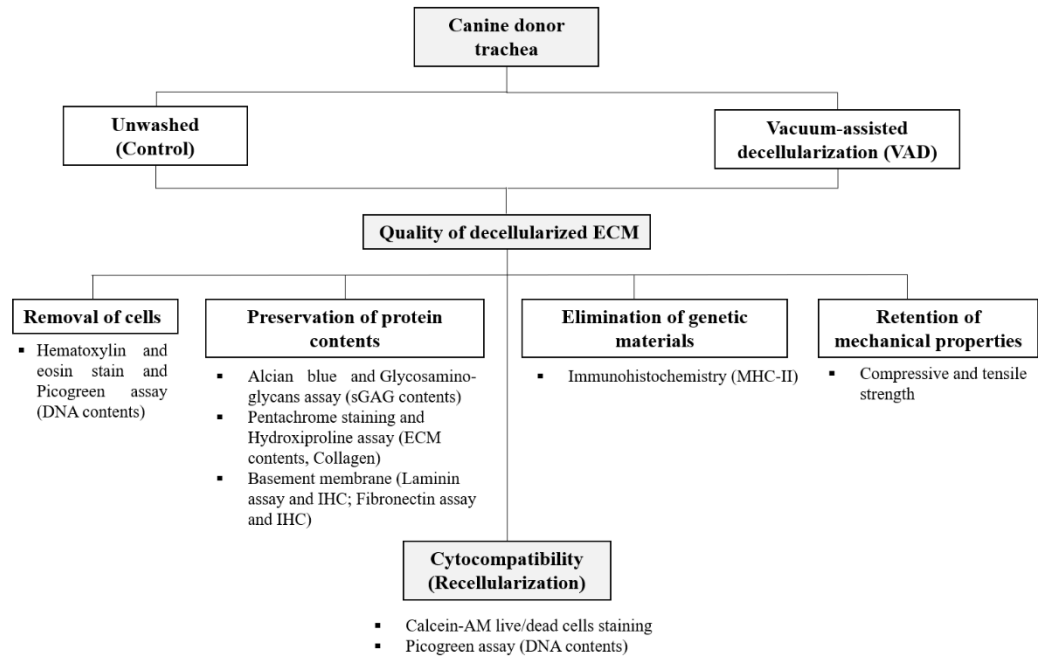 Canine donor
trachea
Unwashed
(Control)
Vacuum-assisted
decellularization (VAD)
Quality of decellularized ECM
Removal of cells
▪ Hematoxylin and
eosin stain and
Picogreen assay
(DNA contents)
Preservation of protein
contents
▪ Alcian blue and Glycosamino-
glycans assay (sGAG contents)
▪ Pentachrome staining and
Hydroxiproline assay (ECM
contents, Collagen)
▪ Basement membrane (Laminin
assay and IHC; Fibronectin assay
and IHC)
Elimination of genetic
materials
▪ Immunohistochemistry (MHC-II)
Retention of
mechanical properties
▪ Compressive and tensile
strength
Cytocompatibility
(Recellularization)
▪ Calcein-AM live/dead cells staining
▪ Picogreen assay (DNA contents)